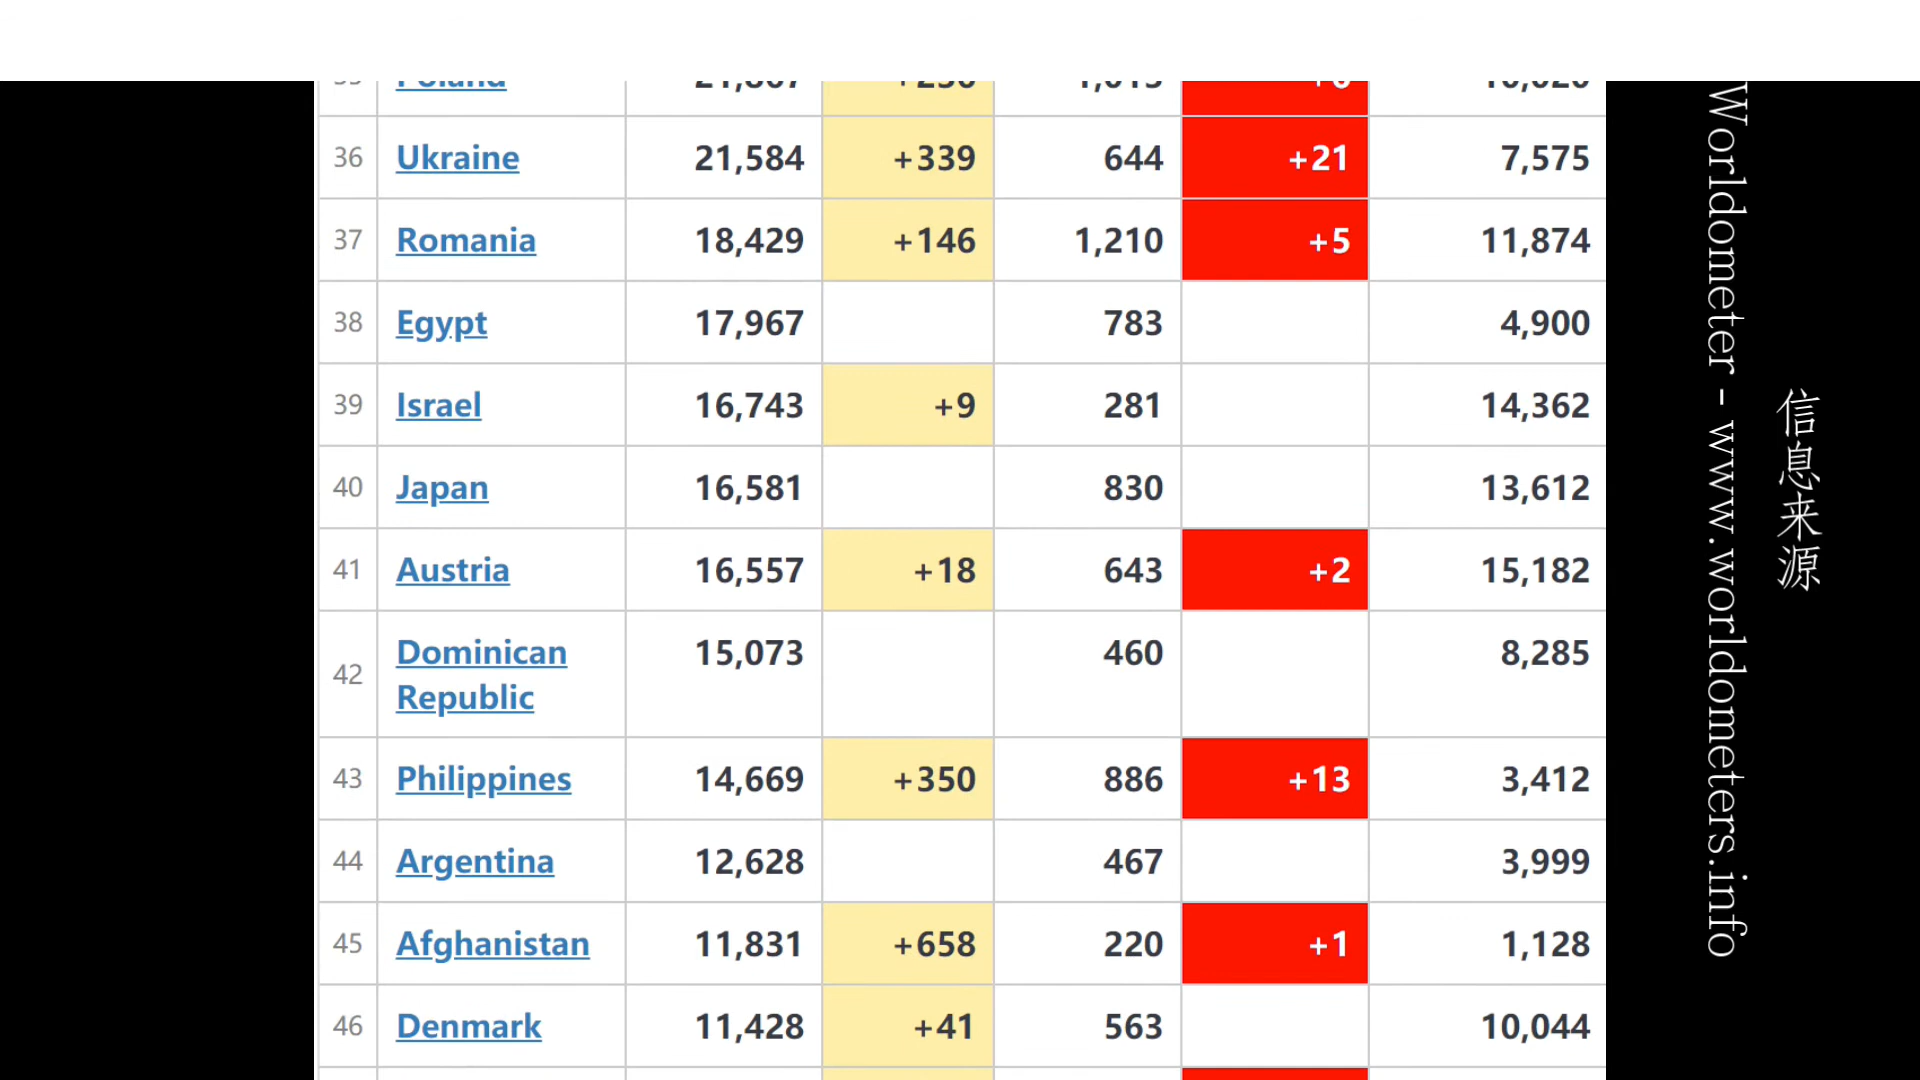 36 Ukraine 21,584 +339 644 +21 7,575
37 Romania 18,429 +146 1,210 +5 11,874
38 Egypt 17,967 783 4,900
39 Israel 16,743 +9 281 14,362
40 Japan 16,581 830 13,612
41 Austria 16,557 +18 643 +2 15,182
42 Dominican Republic 15,073 460 8,285
43 Philippines 14,669 +350 886 +13 3,412
44 Argentina 12,628 467 3,999
45 Afghanistan 11,831 +658 220 +1 1,128
46 Denmark 11,428 +41 563 10,044
信息来源
Worldometer - www.worldometers.info